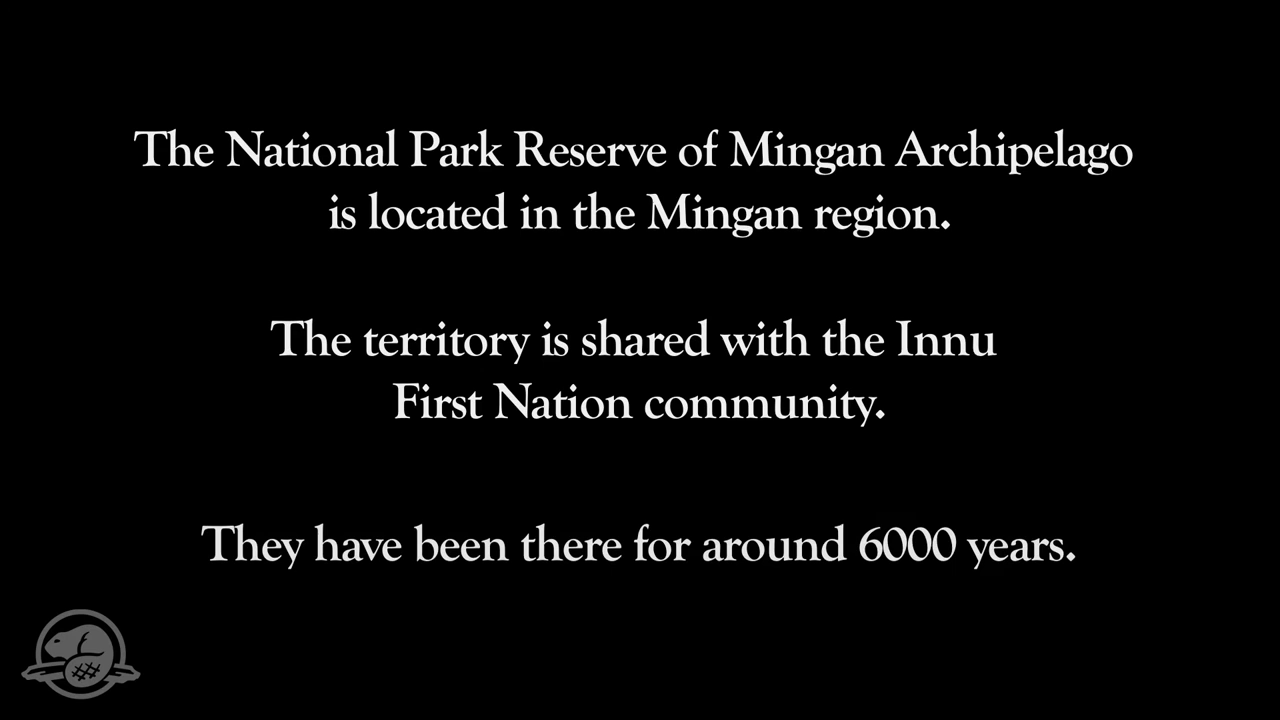 The National Park Reserve of Mingan Archipelago
is located in the Mingan region.
The territory is shared with the Innu
First Nation community.
They have been there for around 6000 years.